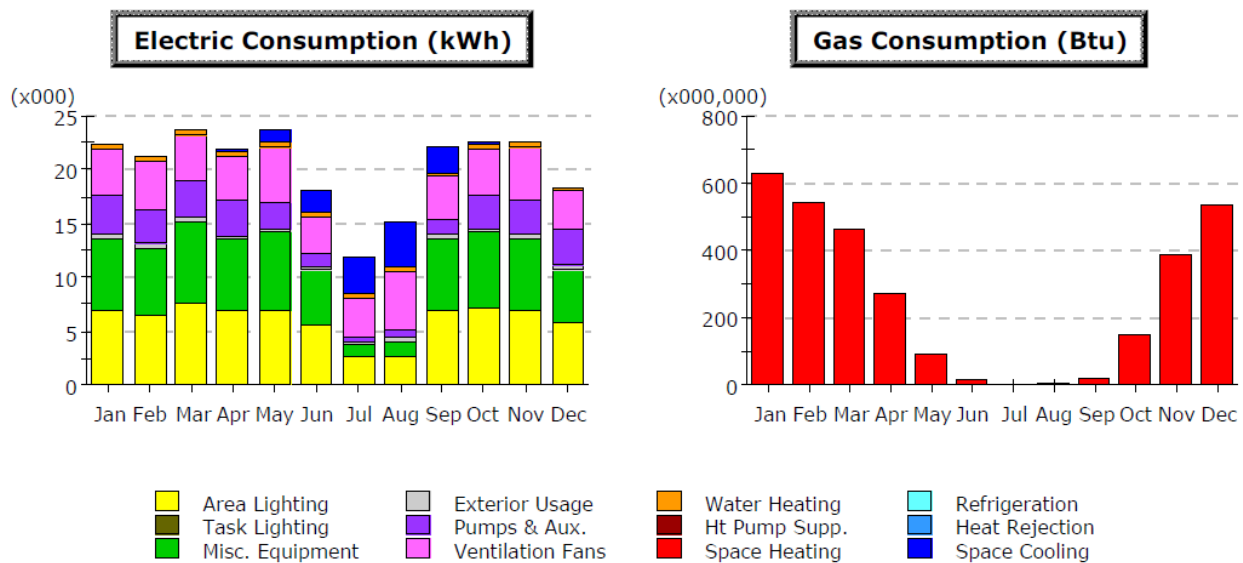 Electric Consumption (kWh)
Gas Consumption (Btu)
(x000)
25
20
15
10
5
0
Jan Feb Mar Apr May Jun Jul Aug Sep Oct Nov Dec
(x000,000)
800
600
400
200
0
Jan Feb Mar Apr May Jun Jul Aug Sep Oct Nov Dec
Area Lighting
Task Lighting
Misc. Equipment
Exterior Usage
Pumps & Aux.
Ventilation Fans
Water Heating
Ht Pump Supp.
Space Heating
Refrigeration
Heat Rejection
Space Cooling